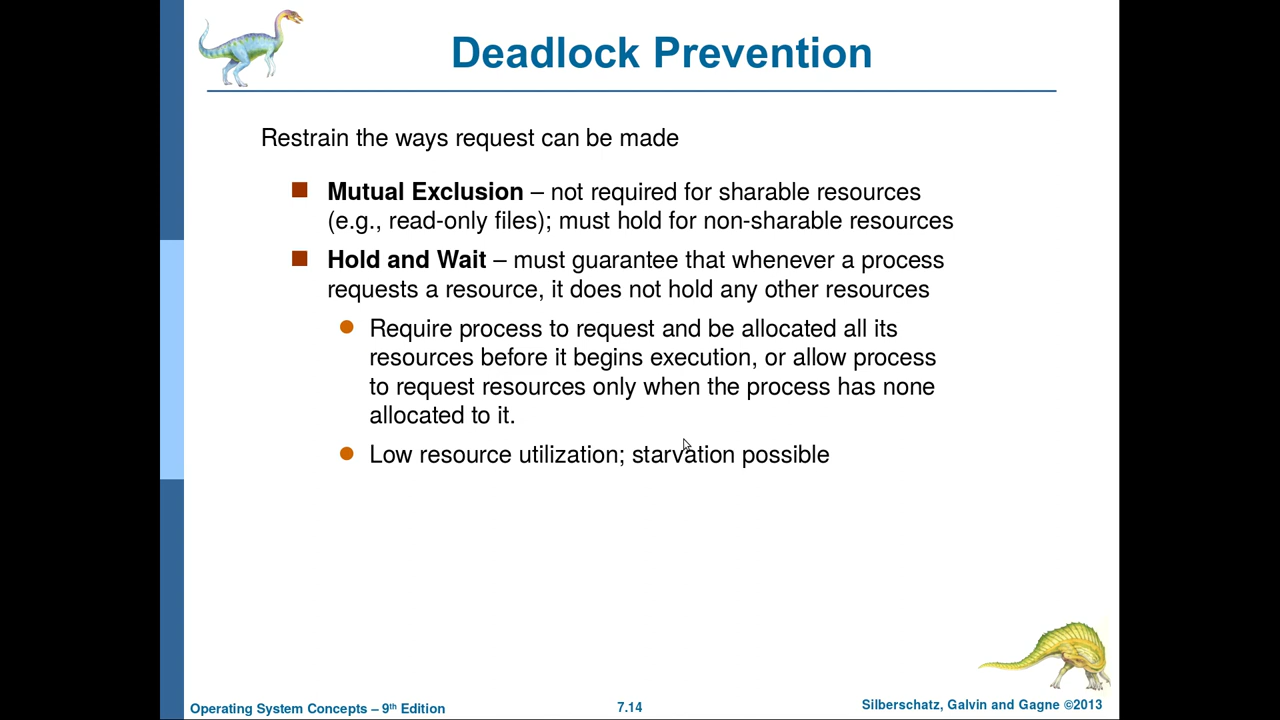 Deadlock Prevention
Restrain the ways request can be made
Mutual Exclusion – not required for sharable resources
(e.g., read-only files); must hold for non-sharable resources
Hold and Wait – must guarantee that whenever a process
requests a resource, it does not hold any other resources
Require process to request and be allocated all its
resources before it begins execution, or allow process
to request resources only when the process has none
allocated to it.
Low resource utilization; starvation possible
Operating System Concepts – 9th Edition
7.14
Silberschatz, Galvin and Gagne ©2013